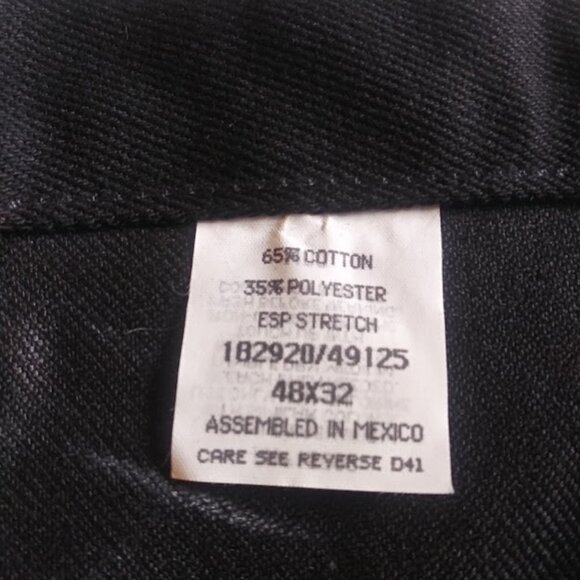 65% COTTON
35% POLYESTER
ESP STRETCH
182920/49125
48X32
ASSEMBLED IN MEXICO
CARE SEE REVERSE D41